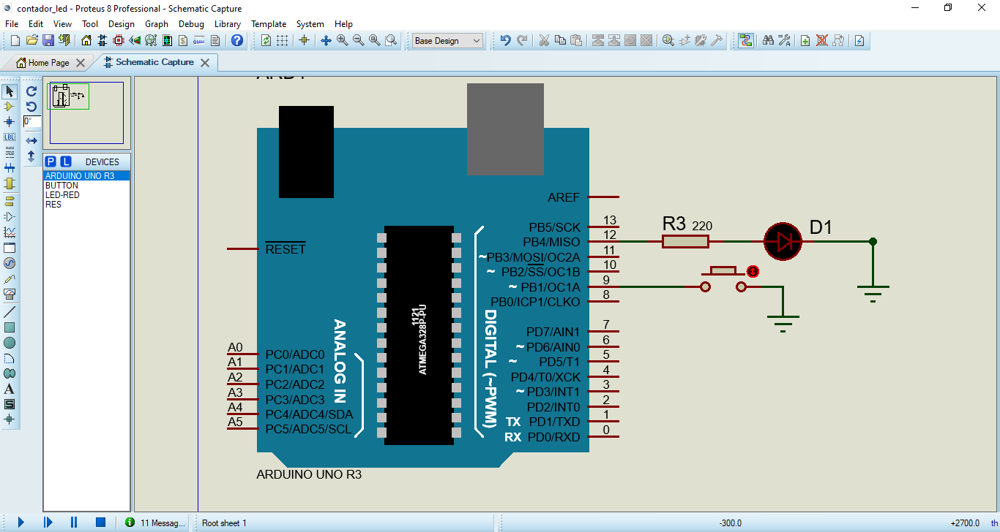 contador_led - Proteus 8 Professional - Schematic Capture
File Edit View Tool Design Graph Debug Library Template System Help
Base Design
Home Page
Schematic Capture
LBL
0°
P L DEVICES
ARDUINO UNO R3
BUTTON
LED-RED
RES
AREF
PB5/SCK 13
PB4/MISO 12
~PB3/MOSI/OC2A 11
~ PB2/SS/OC1B 10
~ PB1/OC1A 9
PB0/ICP1/CLKO 8
PD7/AIN1 7
~PD6/AIN0 6
~ PD5/T1 5
PD4/T0/XCK 4
~PD3/INT1 3
PD2/INT0 2
TX PD1/TXD 1
RX PD0/RXD 0
DIGITAL (~PWM)
R3 220
D1
RESET
1121
ATMEGA328P-PU
ANALOG IN
A0 PC0/ADC0
A1 PC1/ADC1
A2 PC2/ADC2
A3 PC3/ADC3
A4 PC4/ADC4/SDA
A5 PC5/ADC5/SCL
ARDUINO UNO R3
11 Messag...
Root sheet 1
-300.0
+2700.0
th